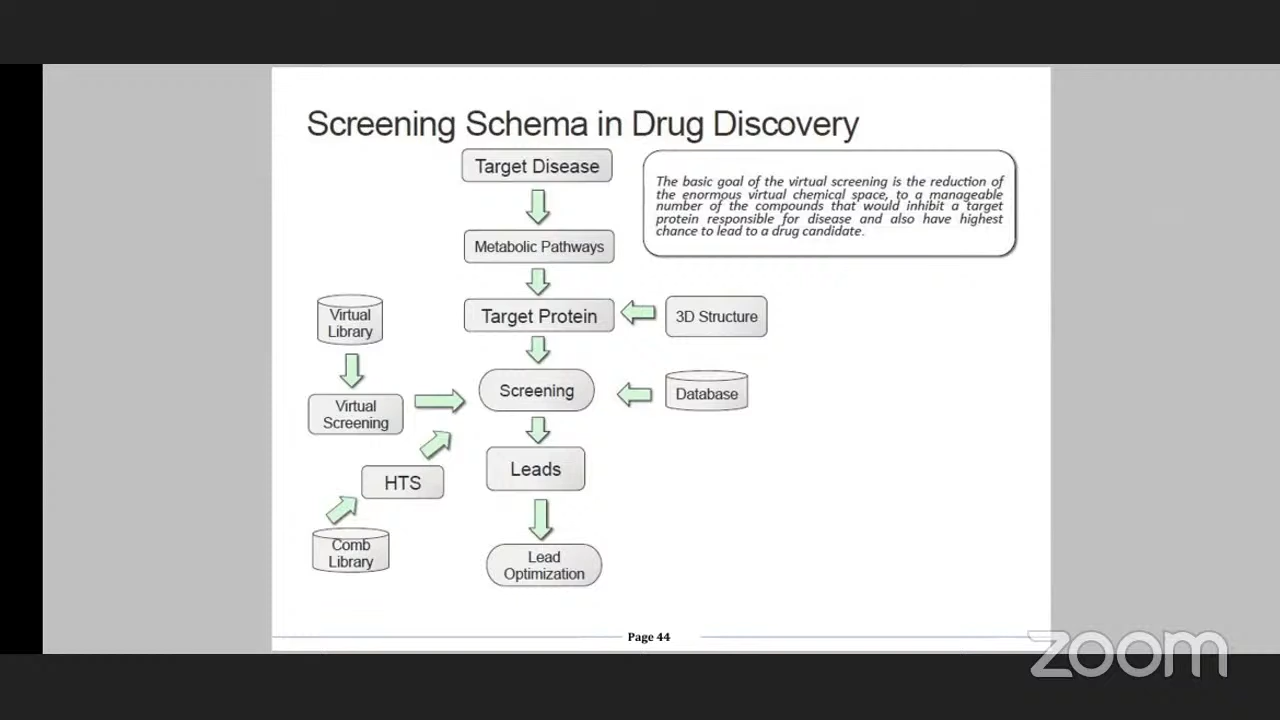 Screening Schema in Drug Discovery
Target Disease
The basic goal of the virtual screening is the reduction of
the enormous virtual chemical space, to a manageable
number of the compounds that would inhibit a target
protein responsible for disease and also have highest
chance to lead to a drug candidate.
Metabolic Pathways
Virtual
Library
Target Protein
3D Structure
Screening
Database
Virtual
Screening
Leads
HTS
Comb
Library
Lead
Optimization
Page 44
zoom